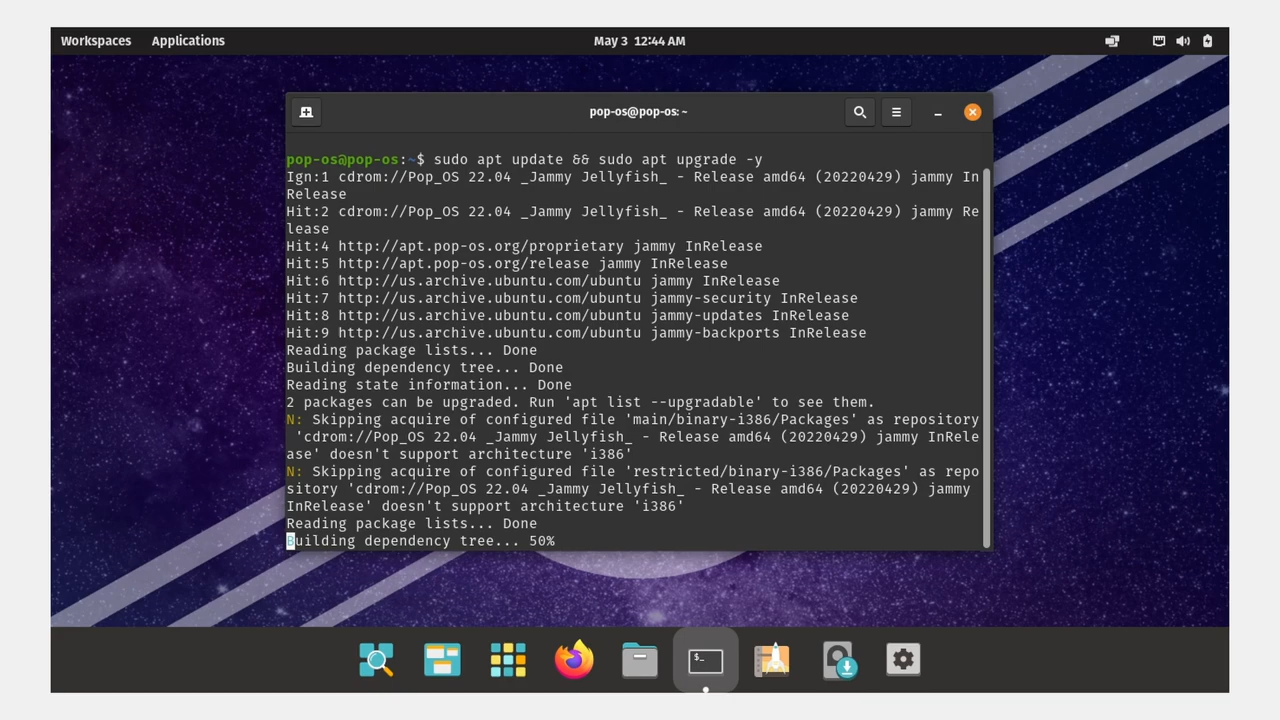 Workspaces Applications May 3 12:44 AM
pop-os@pop-os: ~
pop-os@pop-os:~$ sudo apt update && sudo apt upgrade -y
Ign:1 cdrom://Pop_OS 22.04 _Jammy Jellyfish_ - Release amd64 (20220429) jammy In
Release
Hit:2 cdrom://Pop_OS 22.04 _Jammy Jellyfish_ - Release amd64 (20220429) jammy Re
lease
Hit:4 http://apt.pop-os.org/proprietary jammy InRelease
Hit:5 http://apt.pop-os.org/release jammy InRelease
Hit:6 http://us.archive.ubuntu.com/ubuntu jammy InRelease
Hit:7 http://us.archive.ubuntu.com/ubuntu jammy-security InRelease
Hit:8 http://us.archive.ubuntu.com/ubuntu jammy-updates InRelease
Hit:9 http://us.archive.ubuntu.com/ubuntu jammy-backports InRelease
Reading package lists... Done
Building dependency tree... Done
Reading state information... Done
2 packages can be upgraded. Run 'apt list --upgradable' to see them.
N: Skipping acquire of configured file 'main/binary-i386/Packages' as repository
 'cdrom://Pop_OS 22.04 _Jammy Jellyfish_ - Release amd64 (20220429) jammy InRele
ase' doesn't support architecture 'i386'
N: Skipping acquire of configured file 'restricted/binary-i386/Packages' as repo
sitory 'cdrom://Pop_OS 22.04 _Jammy Jellyfish_ - Release amd64 (20220429) jammy
InRelease' doesn't support architecture 'i386'
Reading package lists... Done
Building dependency tree... 50%
$_